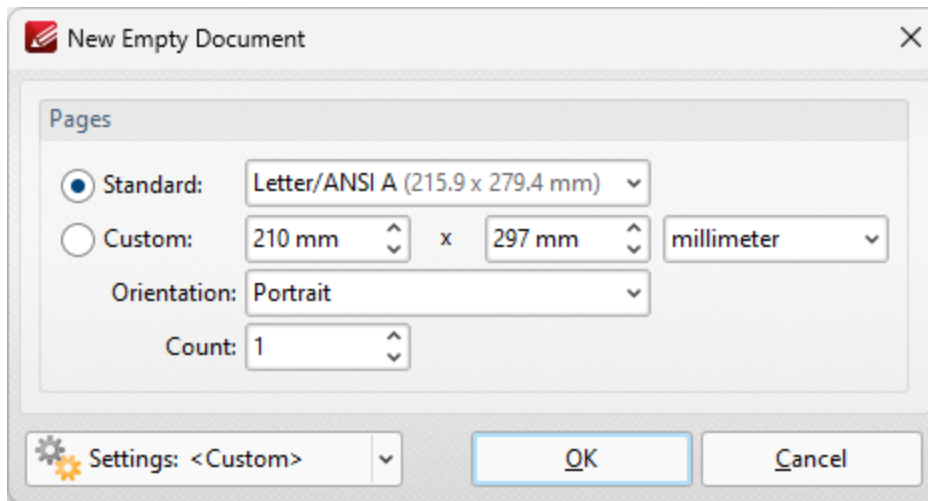 New Empty Document
Pages
Standard: Letter/ANSI A (215.9 x 279.4 mm)
Custom: 210 mm x 297 mm millimeter
Orientation: Portrait
Count: 1
Settings: <Custom> OK Cancel